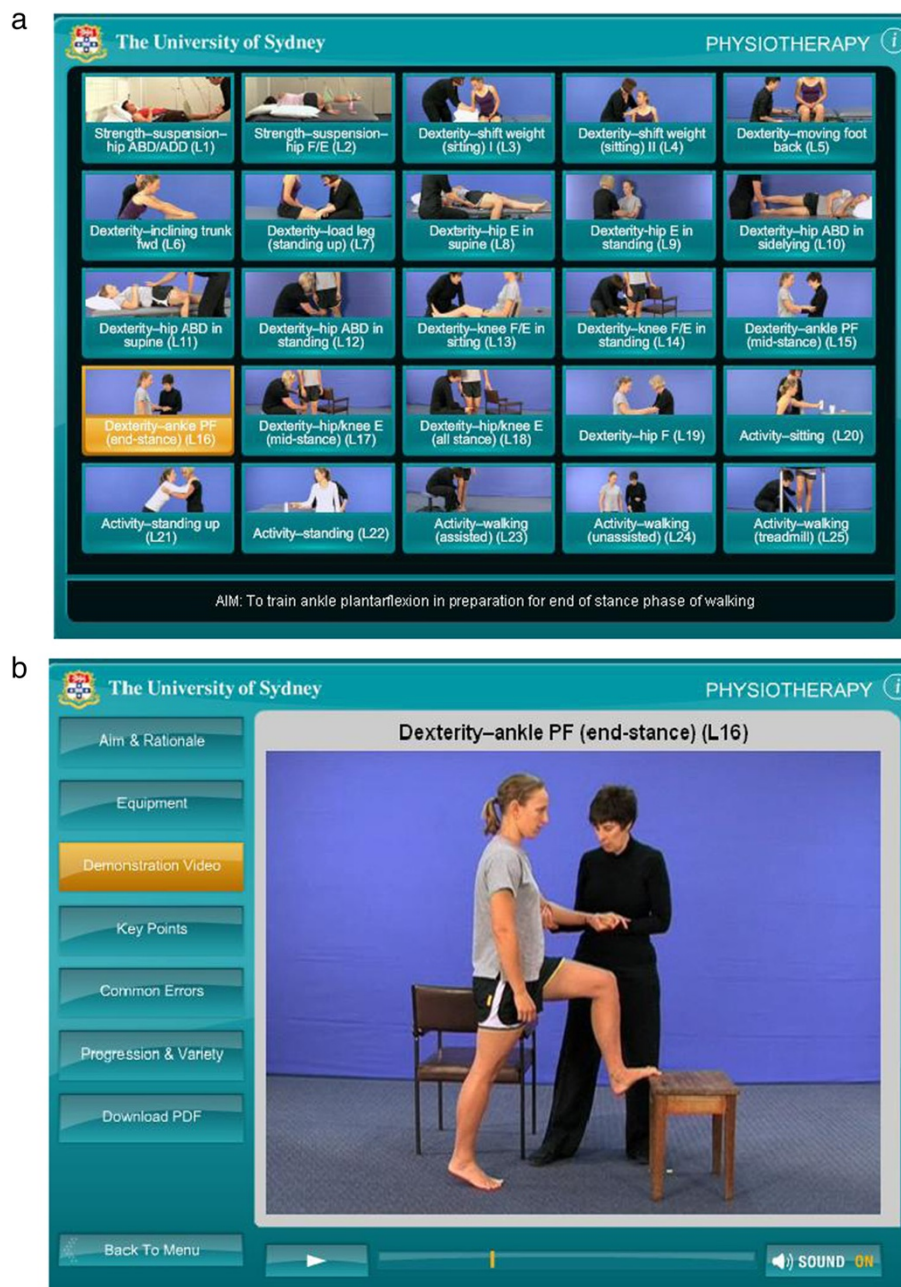 a
The University of Sydney
PHYSIOTHERAPY i
Strength–suspension–
hip ABD/ADD (L1)
Strength–suspension–
hip F/E (L2)
Dexterity–shift weight
(sitting) I (L3)
Dexterity–shift weight
(sitting) II (L4)
Dexterity–moving foot
back (L5)
Dexterity–inclining trunk
fwd (L6)
Dexterity–load leg
(standing up) (L7)
Dexterity–hip E in
supine (L8)
Dexterity-hip E in
standing (L9)
Dexterity–hip ABD in
sidelying (L10)
Dexterity–hip ABD in
supine (L11)
Dexterity–hip ABD in
standing (L12)
Dexterity–knee F/E in
sitting (L13)
Dexterity–knee F/E in
standing (L14)
Dexterity–ankle PF
(mid-stance) (L15)
Dexterity–ankle PF
(end-stance) (L16)
Dexterity–hip/knee E
(mid-stance) (L17)
Dexterity–hip/knee E
(all stance) (L18)
Dexterity–hip F (L19)
Activity–sitting (L20)
Activity–standing up
(L21)
Activity–standing (L22)
Activity–walking
(assisted) (L23)
Activity–walking
(unassisted) (L24)
Activity–walking
(treadmill) (L25)
AIM: To train ankle plantarflexion in preparation for end of stance phase of walking
b
The University of Sydney
PHYSIOTHERAPY i
Aim & Rationale
Equipment
Demonstration Video
Key Points
Common Errors
Progression & Variety
Download PDF
Back To Menu
Dexterity–ankle PF (end-stance) (L16)
SOUND ON